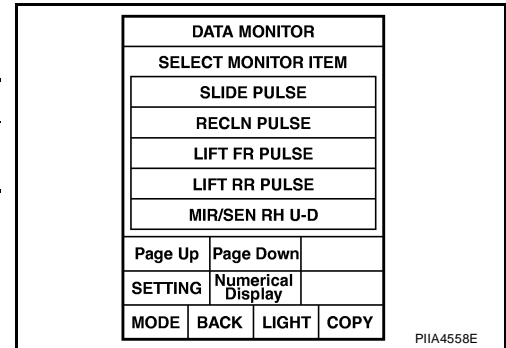 DATA MONITOR
SELECT MONITOR ITEM
SLIDE PULSE
RECLN PULSE
LIFT FR PULSE
LIFT RR PULSE
MIR/SEN RH U-D
Page Up Page Down
SETTING Numerical Display
MODE BACK LIGHT COPY
PIIA4558E